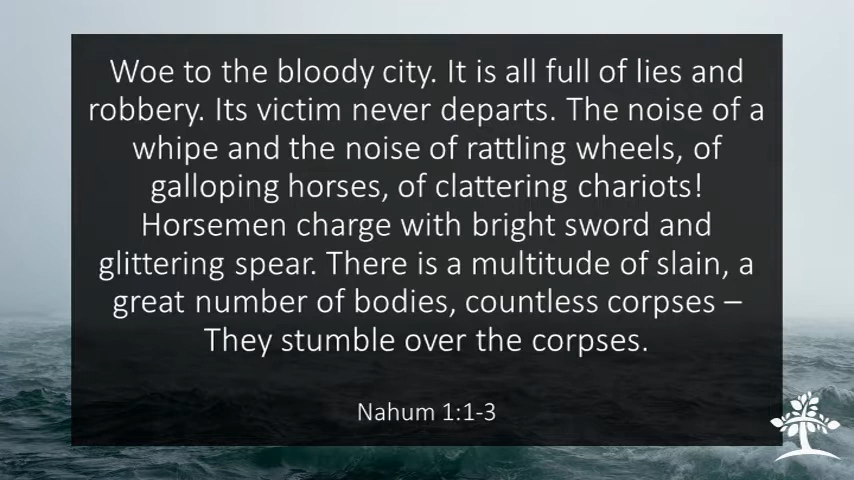 Woe to the bloody city. It is all full of lies and
robbery. Its victim never departs. The noise of a
whipe and the noise of rattling wheels, of
galloping horses, of clattering chariots!
Horsemen charge with bright sword and
glittering spear. There is a multitude of slain, a
great number of bodies, countless corpses –
They stumble over the corpses.
Nahum 1:1-3